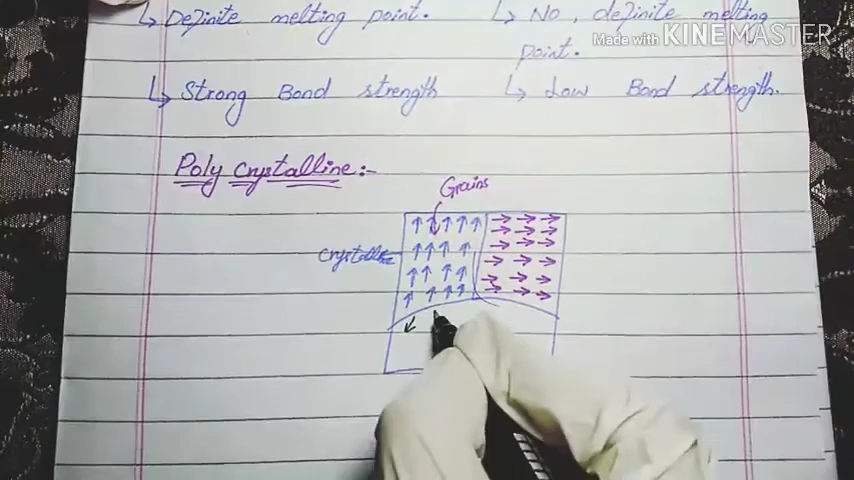 ↳ Definite melting point.
↳ No, definite melting
point.
Made with KINEMASTER
↳ Strong Bond strength
↳ Low Bond strength.
Poly Crystalline:-
Grains
Crystalline